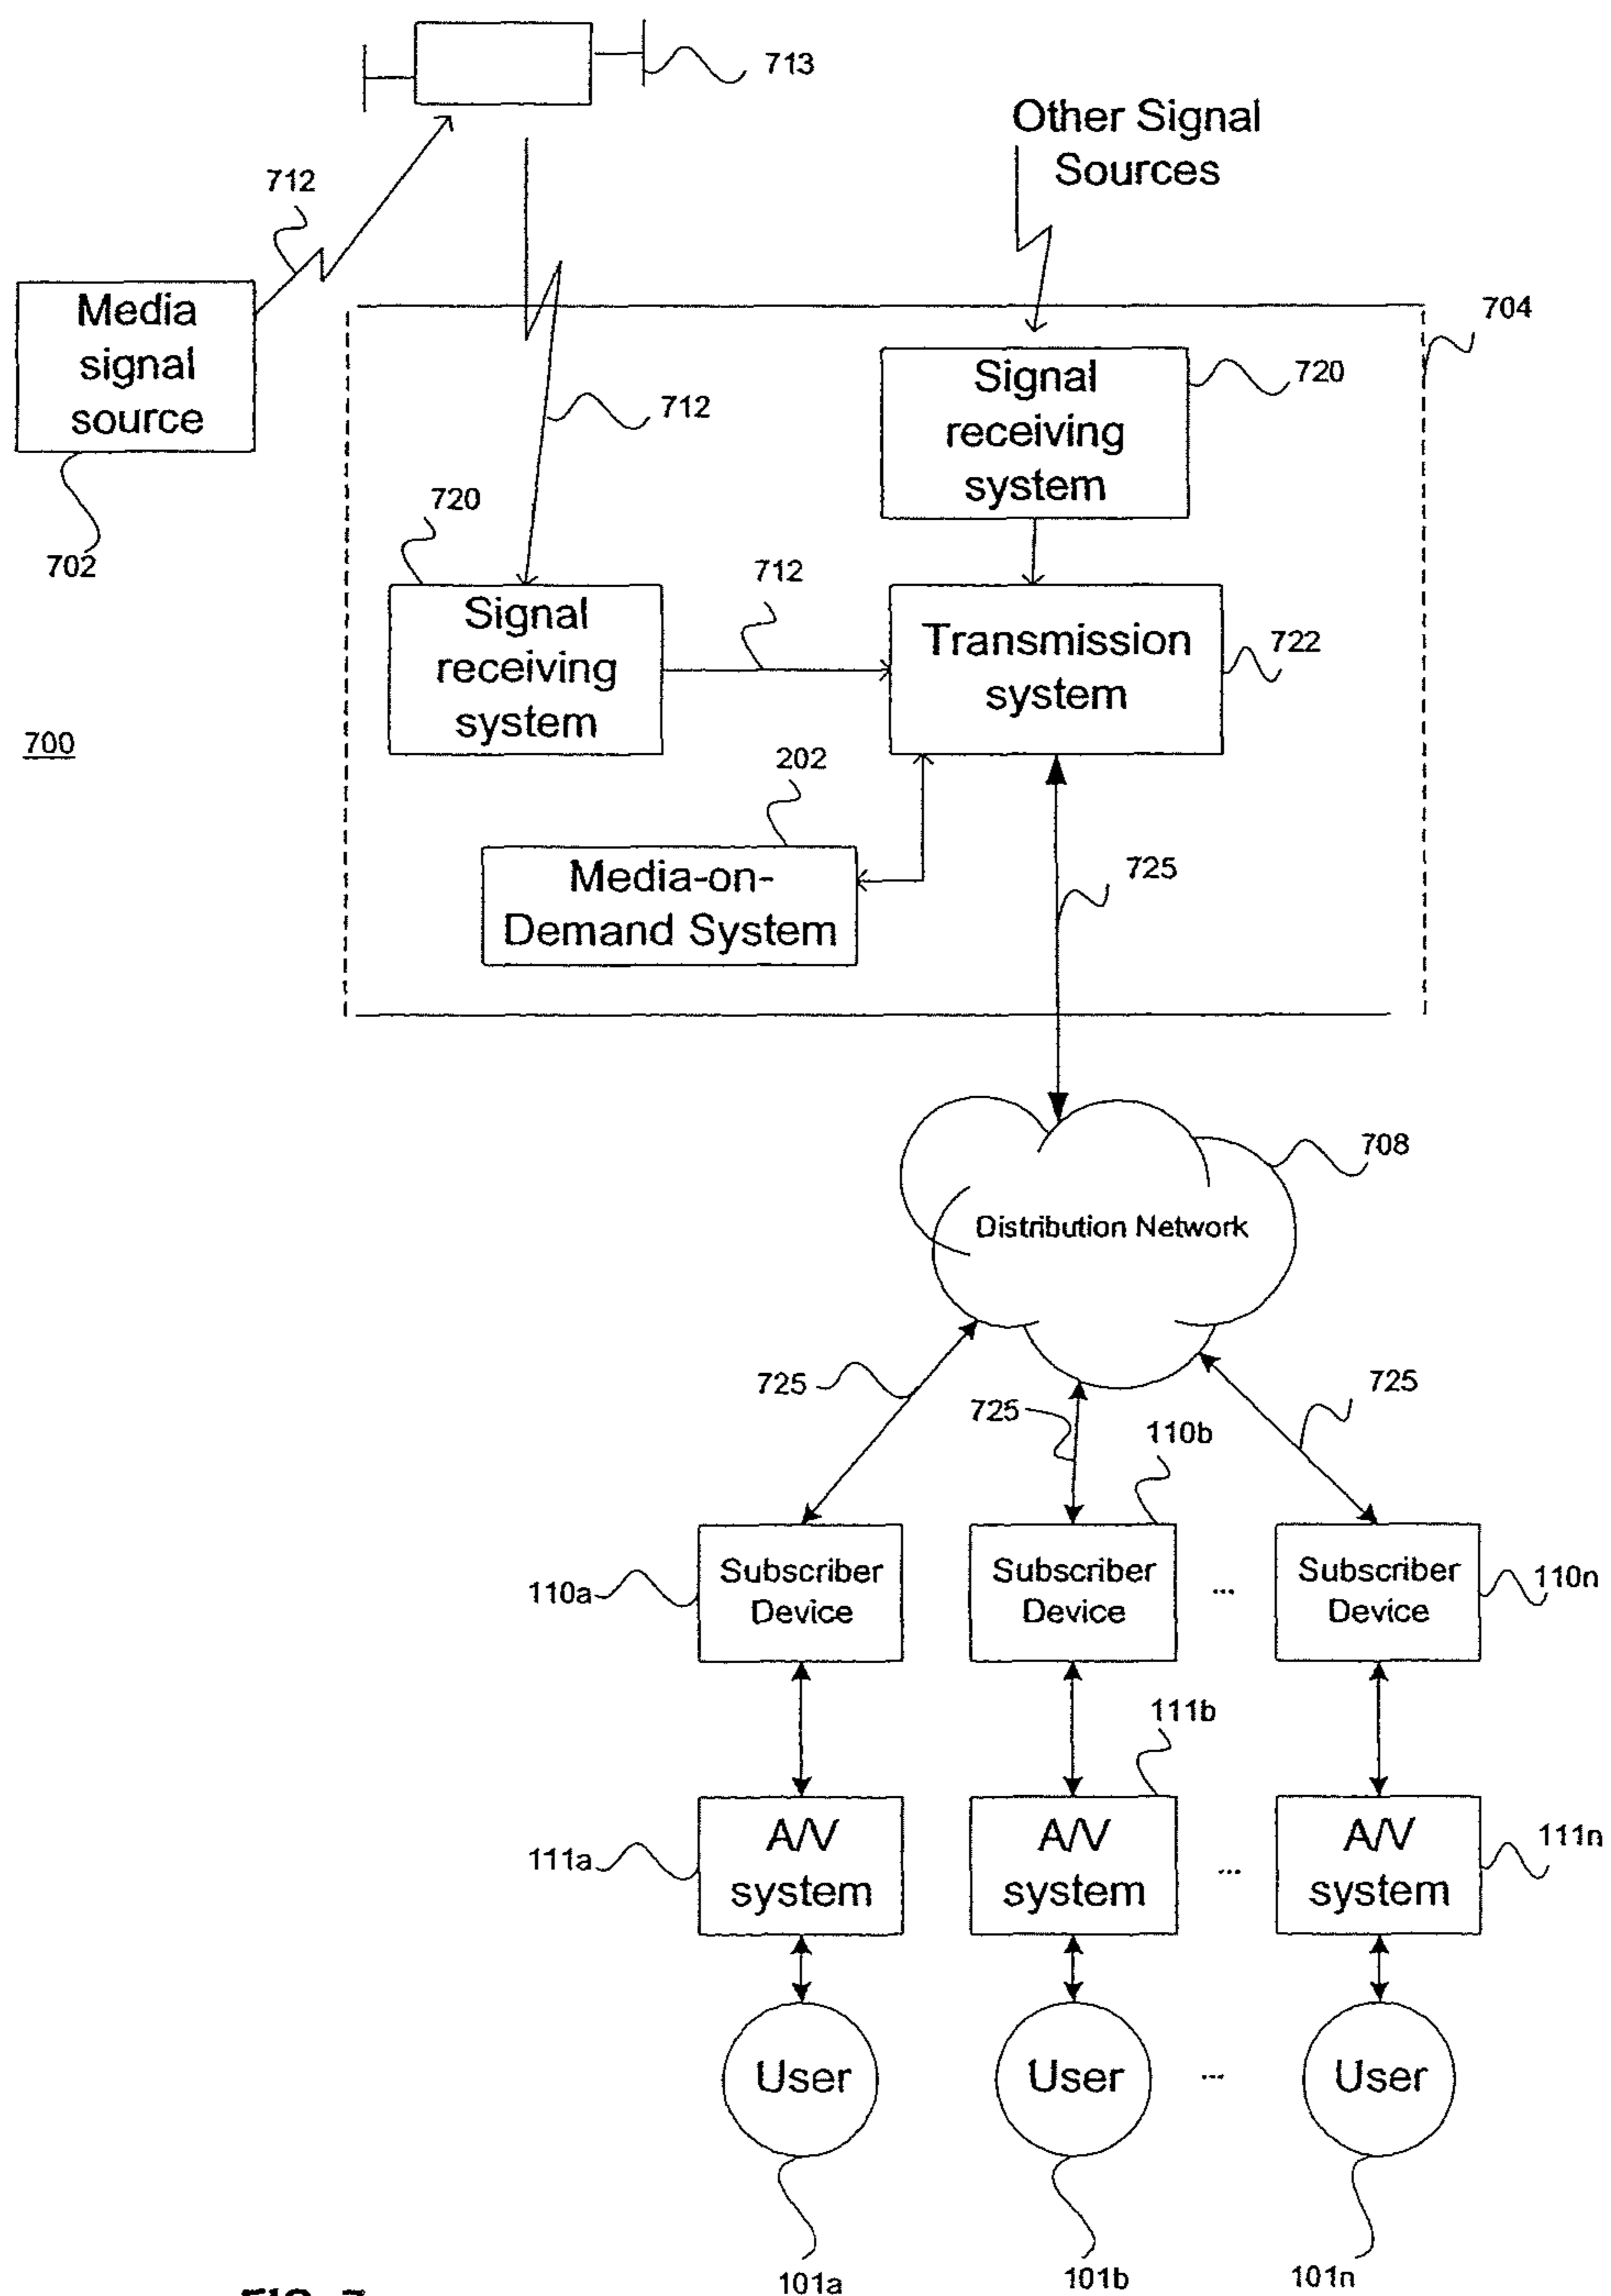 713
Other Signal
Sources
712
Media
signal
source
704
Signal
receiving
system
720
712
720
702
712
Signal
receiving
system
Transmission
system
722
700
202
Media-on-
Demand System
725
708
Distribution Network
725
725
725
110b
110a
Subscriber
Device
Subscriber
Device
...
Subscriber
Device
110n
111b
111a
A/V
system
A/V
system
...
A/V
system
111n
User
User
...
User
101a
101b
101n